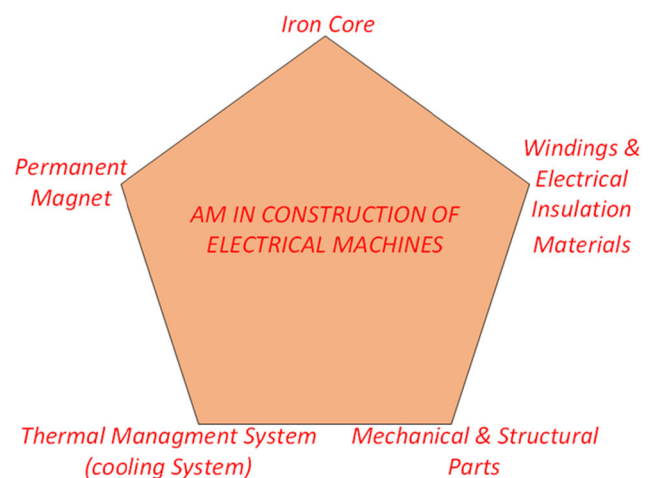 Iron Core
Permanent
Magnet
Windings &
Electrical
Insulation
Materials
AM IN CONSTRUCTION OF
ELECTRICAL MACHINES
Thermal Managment System
(cooling System)
Mechanical & Structural
Parts